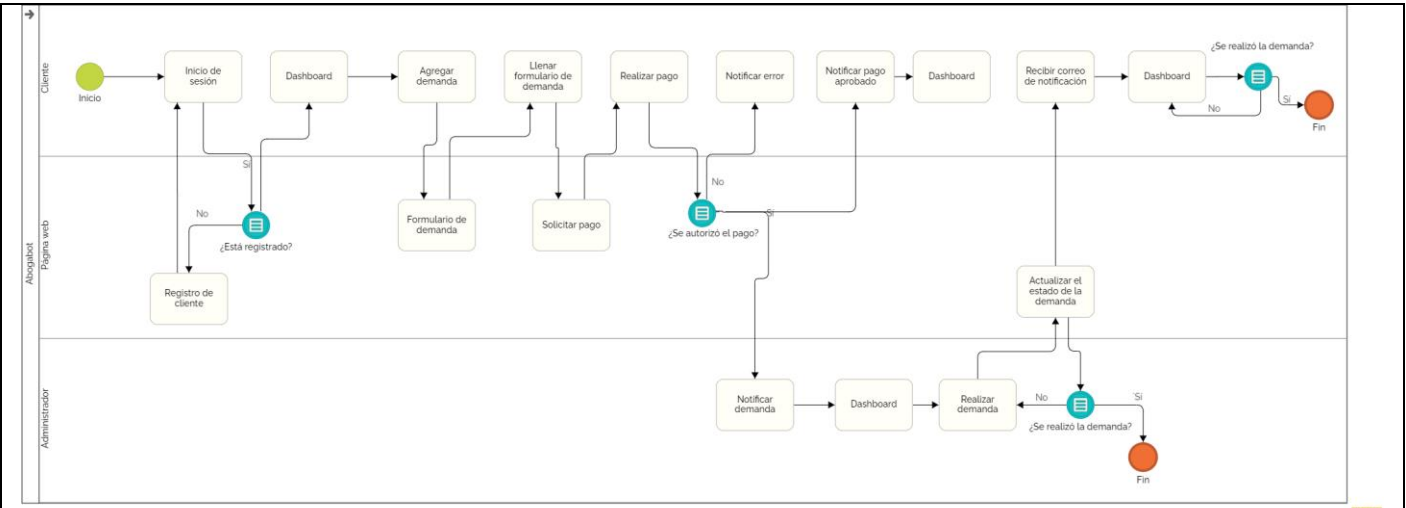 Abogabot
Cliente
Inicio
Inicio de
sesión
Dashboard
Agregar
demanda
Llenar
formulario de
demanda
Realizar pago
Notificar error
Notificar pago
aprobado
Dashboard
Recibir correo
de notificación
Dashboard
¿Se realizó la demanda?
No
Sí
Fin
Página web
Sí
No
¿Está registrado?
Registro de
cliente
Formulario de
demanda
Solicitar pago
No
Sí
¿Se autorizó el pago?
Actualizar el
estado de la
demanda
Administrador
Notificar
demanda
Dashboard
Realizar
demanda
No
Sí
¿Se realizó la demanda?
Fin